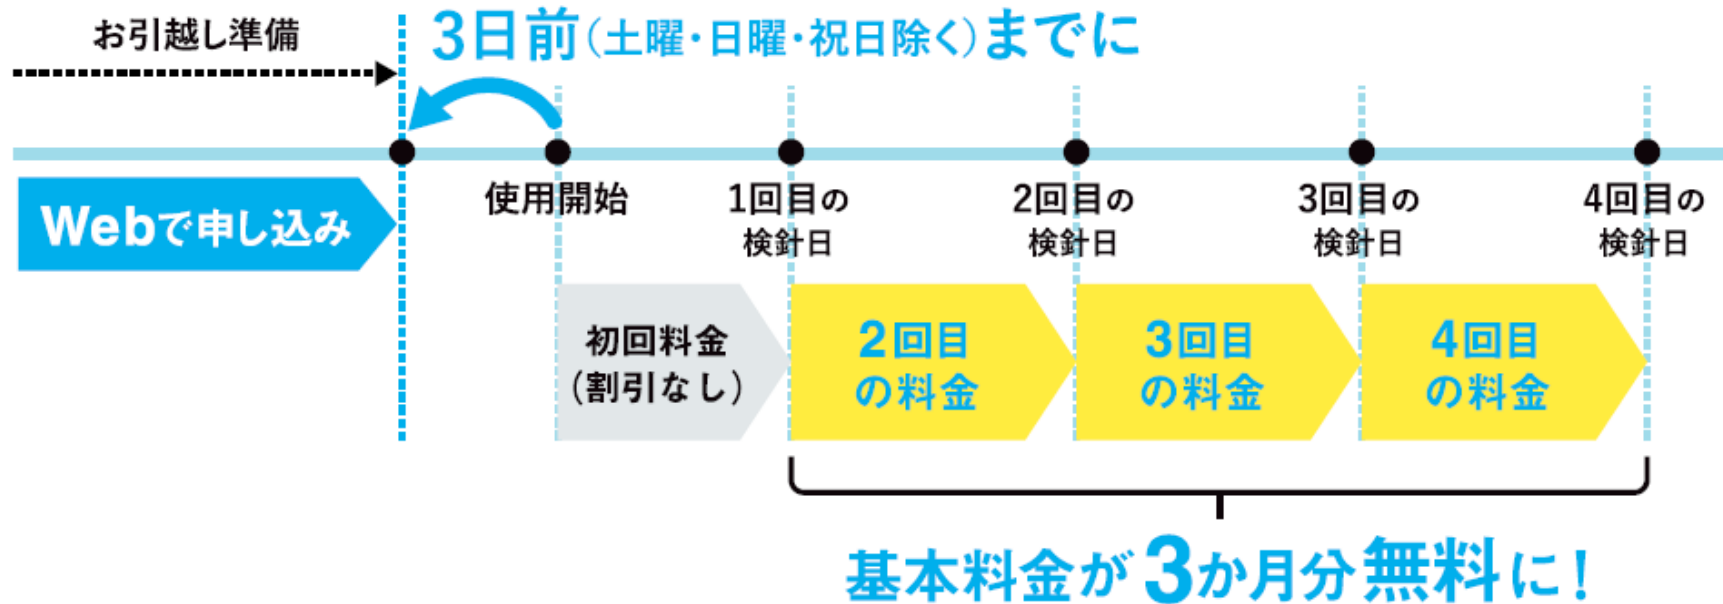 お引越し準備
3日前(土曜・日曜・祝日除く)までに
Webで申し込み
使用開始
1回目の
検針日
2回目の
検針日
3回目の
検針日
4回目の
検針日
初回料金
(割引なし)
2回目
の料金
3回目
の料金
4回目
の料金
基本料金が3か月分無料に!